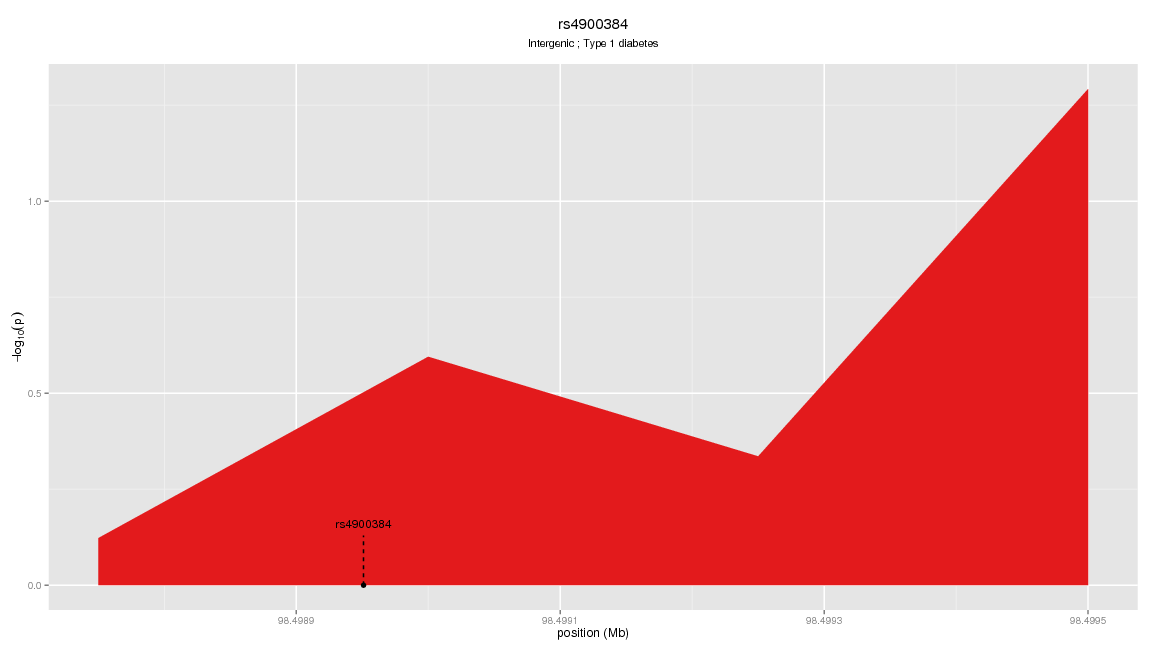 rs4900384
Intergenic ; Type 1 diabetes
−log10(p)
1.0
0.5
0.0
rs4900384
98.4989 98.4991 98.4993 98.4995
position (Mb)